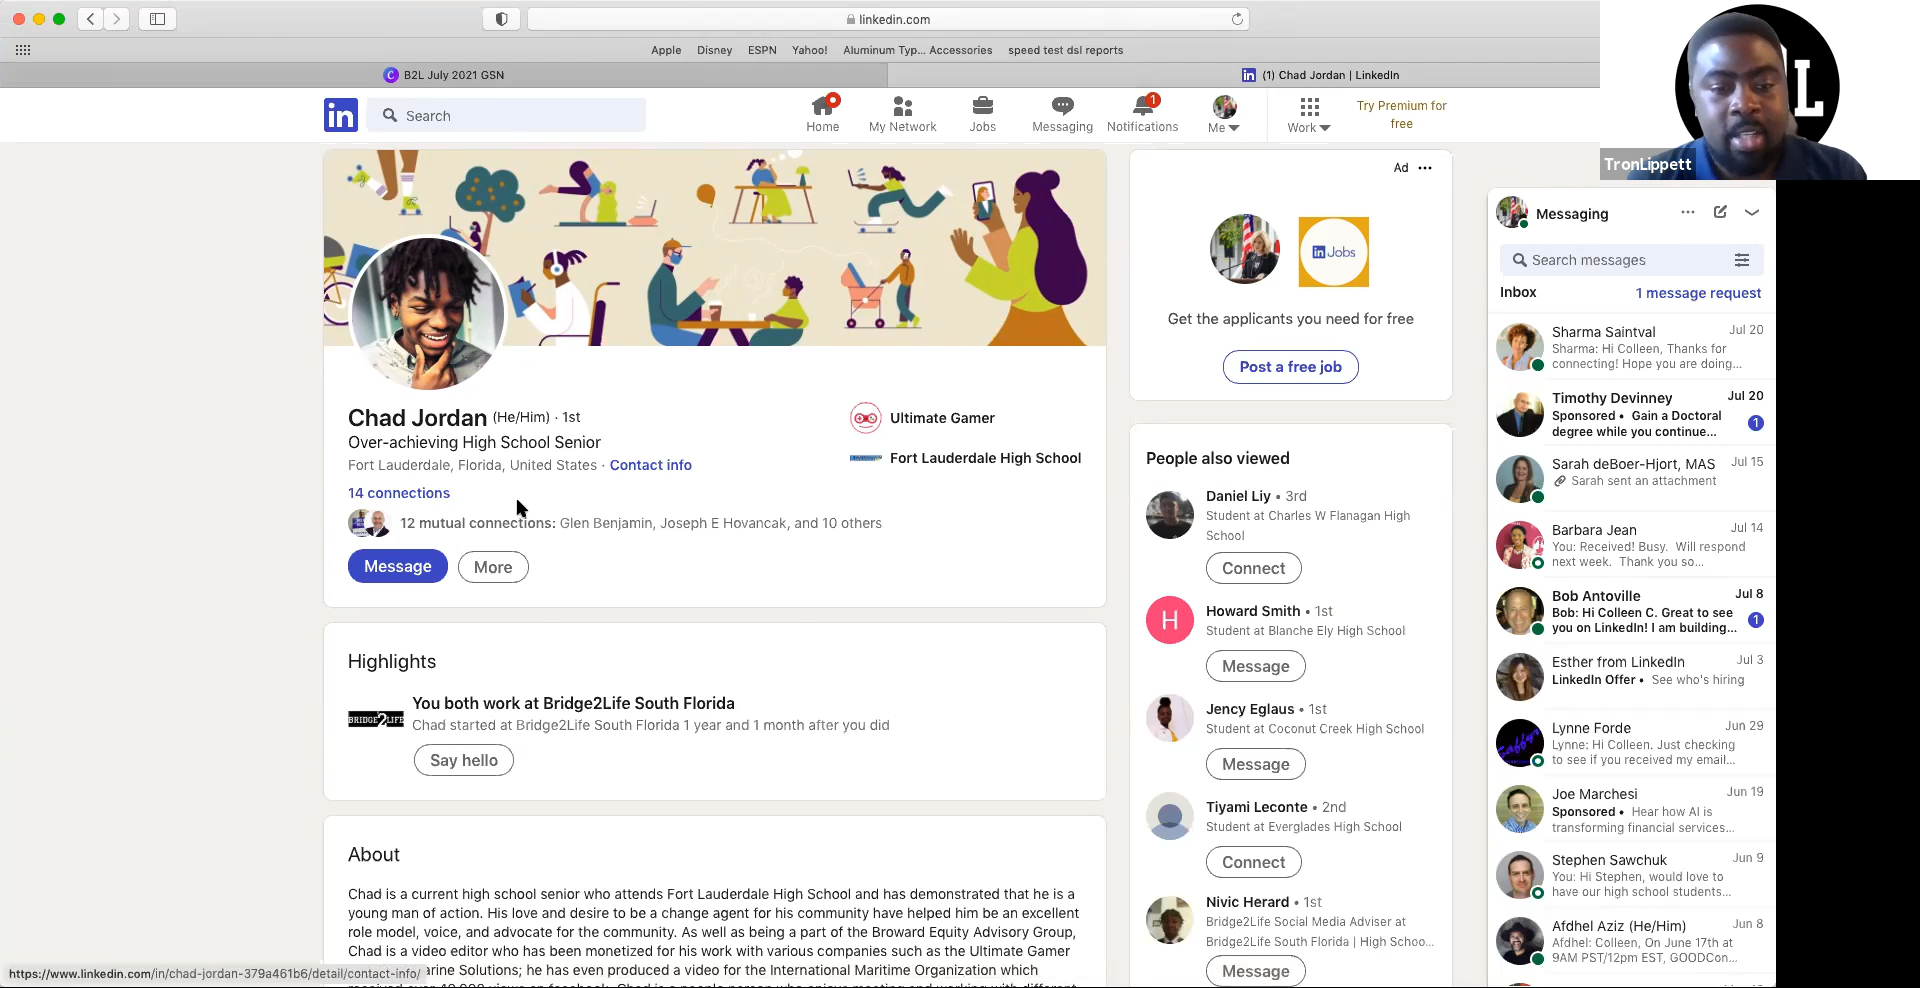 linkedin.com
Apple Disney ESPN Yahoo! Aluminum Typ... Accessories speed test dsl reports
C B2L July 2021 GSN
in (1) Chad Jordan | LinkedIn
L
TronLippett
in Search
Home
My Network
Jobs
Messaging
1
Notifications
Me
Work
Try Premium for
free
Chad Jordan (He/Him) · 1st
Over-achieving High School Senior
Fort Lauderdale, Florida, United States · Contact info
14 connections
12 mutual connections: Glen Benjamin, Joseph E Hovancak, and 10 others
Message More
Ultimate Gamer
Fort Lauderdale High School
Highlights
BRIDGE2LIFE
You both work at Bridge2Life South Florida
Chad started at Bridge2Life South Florida 1 year and 1 month after you did
Say hello
About
Chad is a current high school senior who attends Fort Lauderdale High School and has demonstrated that he is a
young man of action. His love and desire to be a change agent for his community have helped him be an excellent
role model, voice, and advocate for the community. As well as being a part of the Broward Equity Advisory Group,
Chad is a video editor who has been monetized for his work with various companies such as the Ultimate Gamer
arine Solutions; he has even produced a video for the International Maritime Organization which
https://www.linkedin.com/in/chad-jordan-379a461b6/detail/contact-info/
Ad
in Jobs
Get the applicants you need for free
Post a free job
People also viewed
Daniel Liy • 3rd
Student at Charles W Flanagan High
School
Connect
H
Howard Smith • 1st
Student at Blanche Ely High School
Message
Jency Eglaus • 1st
Student at Coconut Creek High School
Message
Tiyami Leconte • 2nd
Student at Everglades High School
Connect
Nivic Herard • 1st
Bridge2Life Social Media Adviser at
Bridge2Life South Florida | High Schoo...
Message
Messaging
Search messages
Inbox 1 message request
Sharma Saintval Jul 20
Sharma: Hi Colleen, Thanks for
connecting! Hope you are doing...
Timothy Devinney Jul 20
Sponsored • Gain a Doctoral
degree while you continue... 1
Sarah deBoer-Hjort, MAS Jul 15
Sarah sent an attachment
Barbara Jean Jul 14
You: Received! Busy. Will respond
next week. Thank you so...
Bob Antoville Jul 8
Bob: Hi Colleen C. Great to see
you on LinkedIn! I am building... 1
Esther from LinkedIn Jul 3
LinkedIn Offer • See who's hiring
Lynne Forde Jun 29
Lynne: Hi Colleen. Just checking
to see if you received my email...
Joe Marchesi Jun 19
Sponsored • Hear how AI is
transforming financial services...
Stephen Sawchuk Jun 9
You: Hi Stephen, would love to
have our high school students...
Afdhel Aziz (He/Him) Jun 8
Afdhel: Colleen, On June 17th at
9AM PST/12pm EST, GOODCon...